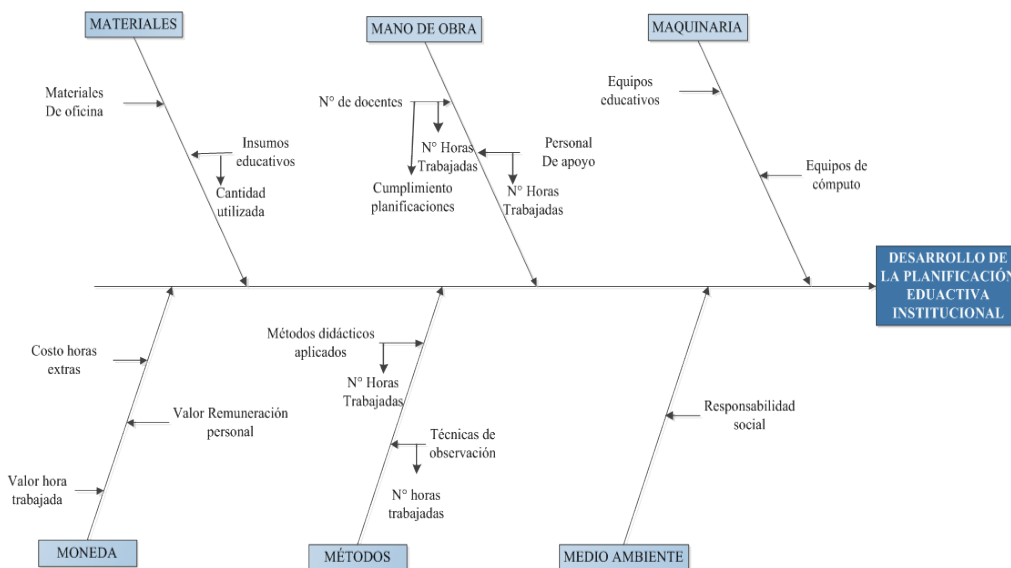 MATERIALES
MANO DE OBRA
MAQUINARIA
Materiales
De oficina
Insumos
educativos
Cantidad
utilizada
N° de docentes
N° Horas
Trabajadas
Cumplimiento
planificaciones
Personal
De apoyo
N° Horas
Trabajadas
Equipos
educativos
Equipos de
cómputo
DESARROLLO DE
LA PLANIFICACIÓN
EDUACTIVA
INSTITUCIONAL
Costo horas
extras
Valor Remuneración
personal
Valor hora
trabajada
Métodos didácticos
aplicados
N° Horas
Trabajadas
Técnicas de
observación
N° horas
trabajadas
Responsabilidad
social
MONEDA
MÉTODOS
MEDIO AMBIENTE